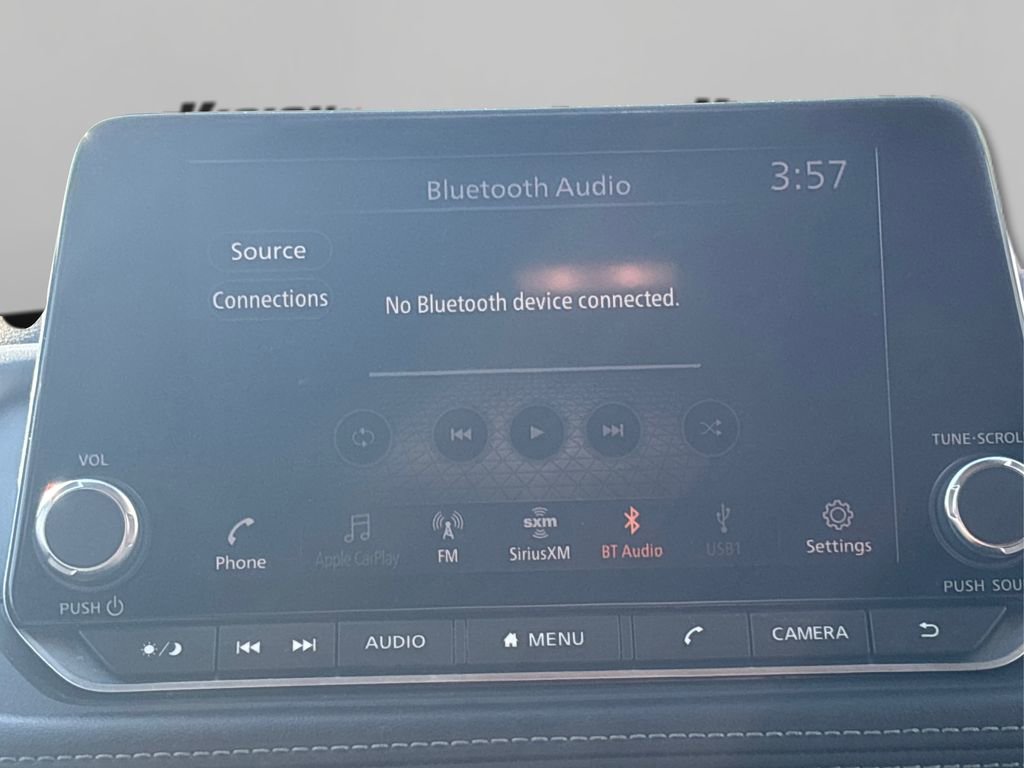 Bluetooth Audio
3:57
Source
Connections
No Bluetooth device connected.
VOL
TUNE·SCROL
Phone
Apple CarPlay
FM
sxm
SiriusXM
BT Audio
USB1
Settings
PUSH
PUSH SOU
AUDIO
MENU
CAMERA